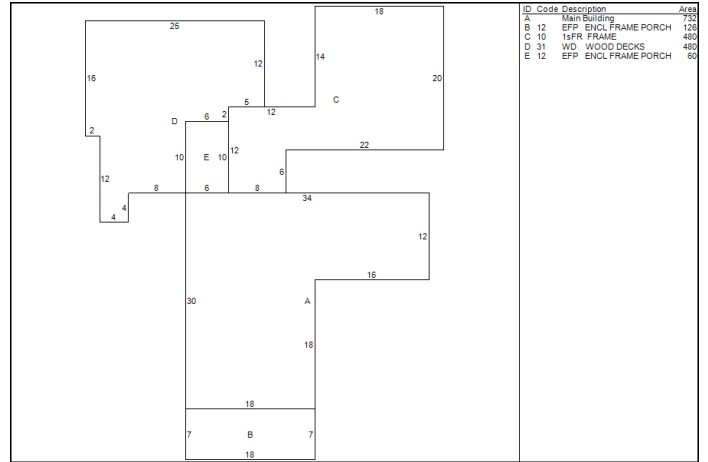 ID Code Description Area
A Main Building 732
B 12 EFP ENCL FRAME PORCH 126
C 10 1sFR FRAME 480
D 31 WD WOOD DECKS 480
E 12 EFP ENCL FRAME PORCH 60
18
25
12
14
16
20
5
12
C
2
6
D
2
22
12
10
E
10
6
12
8
6
8
34
4
4
12
16
30
A
18
18
7
B
7
18